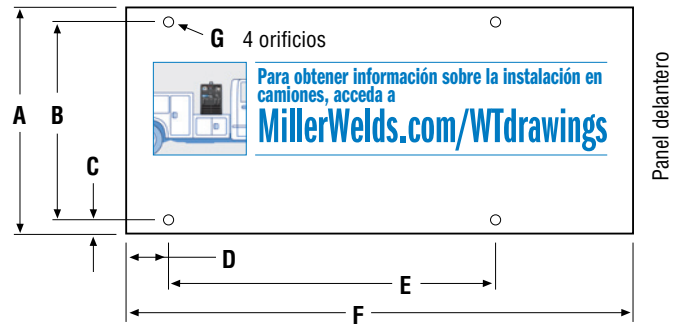 G 4 orificios
A
B
C
Para obtener información sobre la instalación en
camiones, acceda a
MillerWelds.com/WTdrawings
Panel delantero
D
E
F